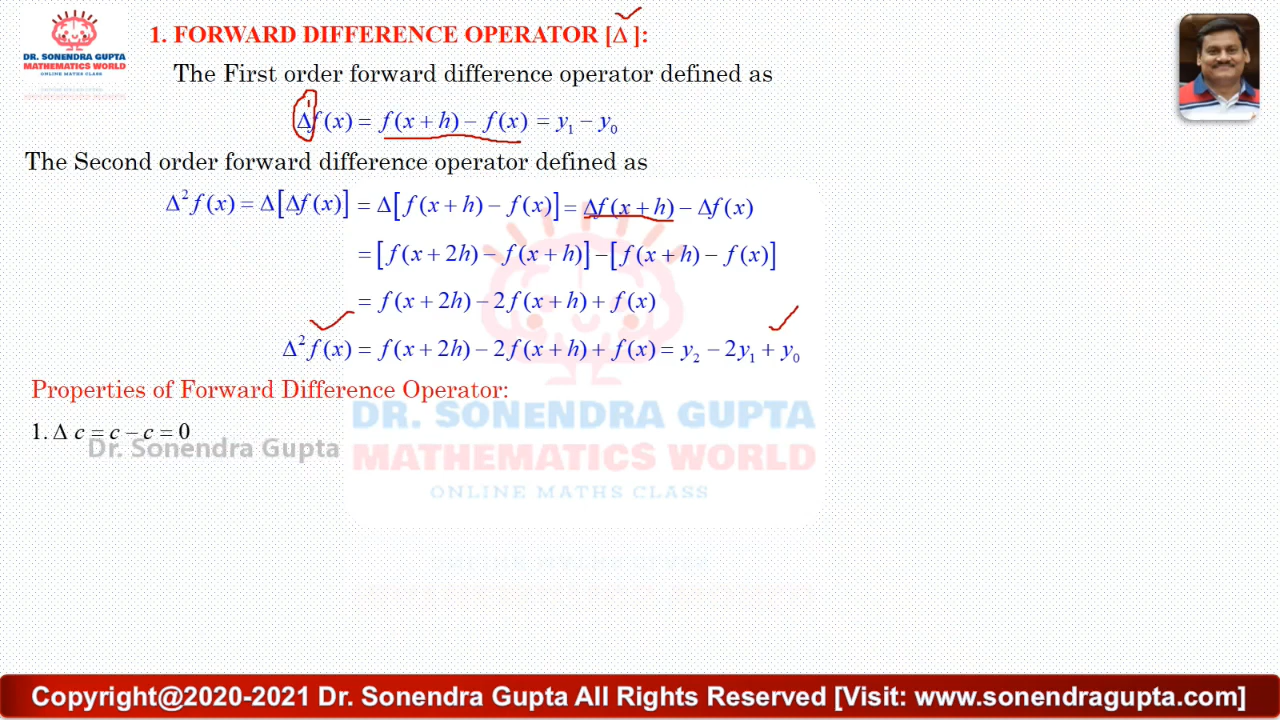 1. FORWARD DIFFERENCE OPERATOR [Δ ]:
DR. SONENDRA GUPTA
MATHEMATICS WORLD
ONLINE MATHS CLASS
The First order forward difference operator defined as
Δf(x) = f(x + h) − f(x) = y₁ − y₀
The Second order forward difference operator defined as
Δ²f(x) = Δ[Δf(x)] = Δ[f(x + h) − f(x)] = Δf(x + h) − Δf(x)
= [f(x + 2h) − f(x + h)] − [f(x + h) − f(x)]
= f(x + 2h) − 2f(x + h) + f(x)
Δ²f(x) = f(x + 2h) − 2f(x + h) + f(x) = y₂ − 2y₁ + y₀
Properties of Forward Difference Operator:
1. Δ c = c − c = 0
Dr. Sonendra Gupta
DR. SONENDRA GUPTA
MATHEMATICS WORLD
ONLINE MATHS CLASS
Copyright@2020-2021 Dr. Sonendra Gupta All Rights Reserved [Visit: www.sonendragupta.com]